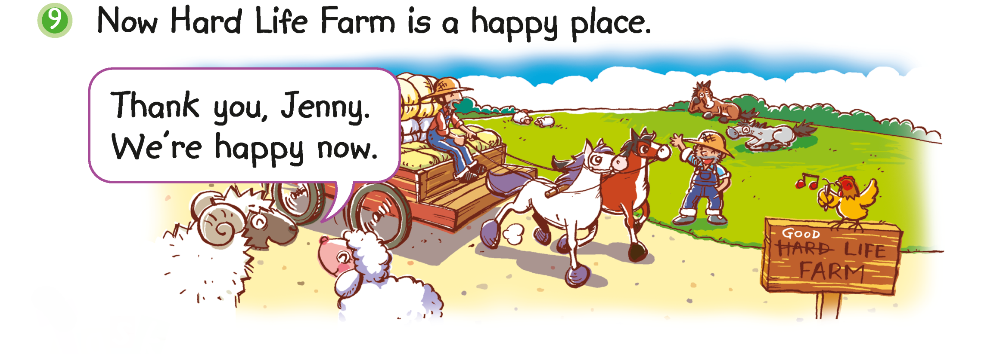 9 Now Hard Life Farm is a happy place.
Thank you, Jenny.
We're happy now.
GOOD
HARD LIFE
FARM